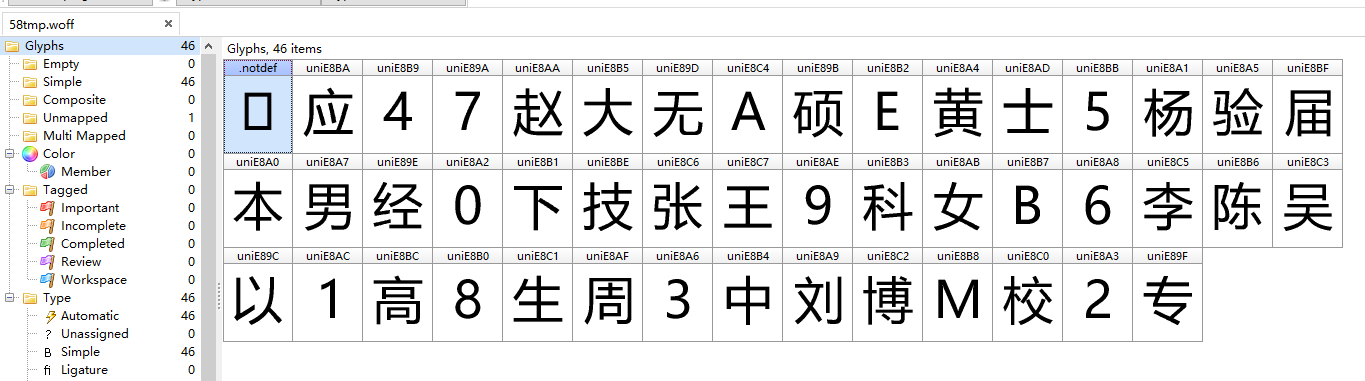 58tmp.woff ×
Glyphs 46
Empty 0
Simple 46
Composite 0
Unmapped 1
Multi Mapped 0
Color 0
Member 0
Tagged 0
Important 0
Incomplete 0
Completed 0
Review 0
Workspace 0
Type 46
Automatic 46
? Unassigned 0
B Simple 46
fi Ligature 0
Glyphs, 46 items
.notdef uniE8BA uniE8B9 uniE89A uniE8AA uniE8B5 uniE89D uniE8C4 uniE89B uniE8B2 uniE8A4 uniE8AD uniE8BB uniE8A1 uniE8A5 uniE8BF
应 4 7 赵 大 无 A 硕 E 黄 士 5 杨 验 届
uniE8A0 uniE8A7 uniE89E uniE8A2 uniE8B1 uniE8BE uniE8C6 uniE8C7 uniE8AE uniE8B3 uniE8AB uniE8B7 uniE8A8 uniE8C5 uniE8B6 uniE8C3
本 男 经 0 下 技 张 王 9 科 女 B 6 李 陈 吴
uniE89C uniE8AC uniE8BC uniE8B0 uniE8C1 uniE8AF uniE8A6 uniE8B4 uniE8A9 uniE8C2 uniE8B8 uniE8C0 uniE8A3 uniE89F
以 1 高 8 生 周 3 中 刘 博 M 校 2 专